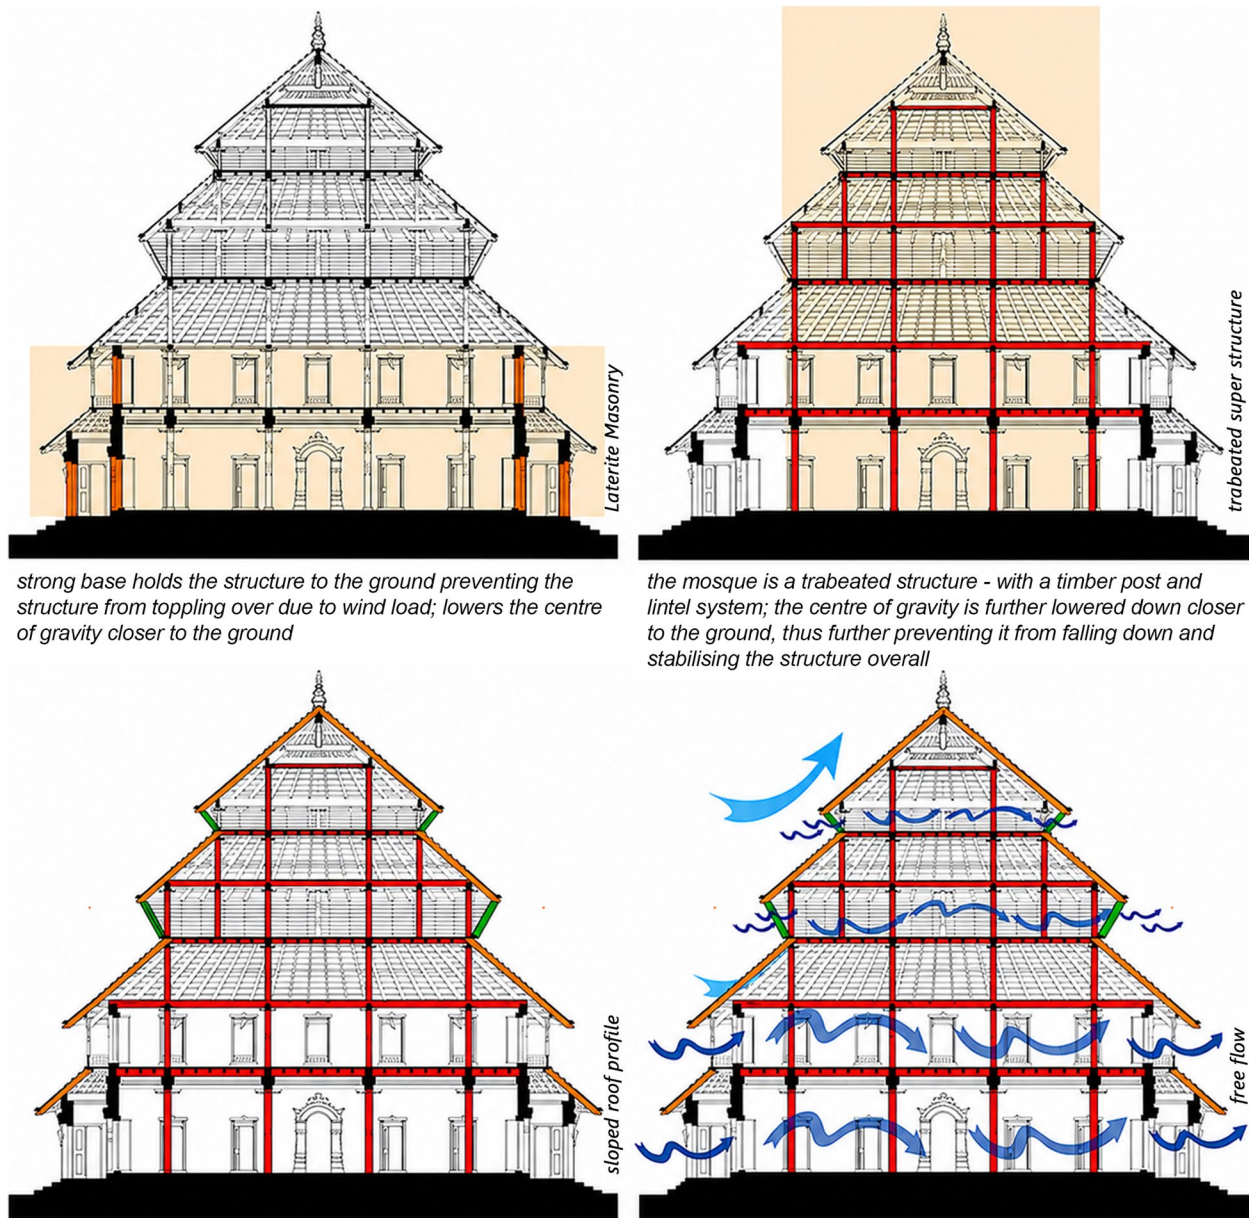 Laterite Masonry
trabeated super structure
strong base holds the structure to the ground preventing the
structure from toppling over due to wind load; lowers the centre
of gravity closer to the ground
the mosque is a trabeated structure - with a timber post and
lintel system; the centre of gravity is further lowered down closer
to the ground, thus further preventing it from falling down and
stabilising the structure overall
sloped roof profile
free flow